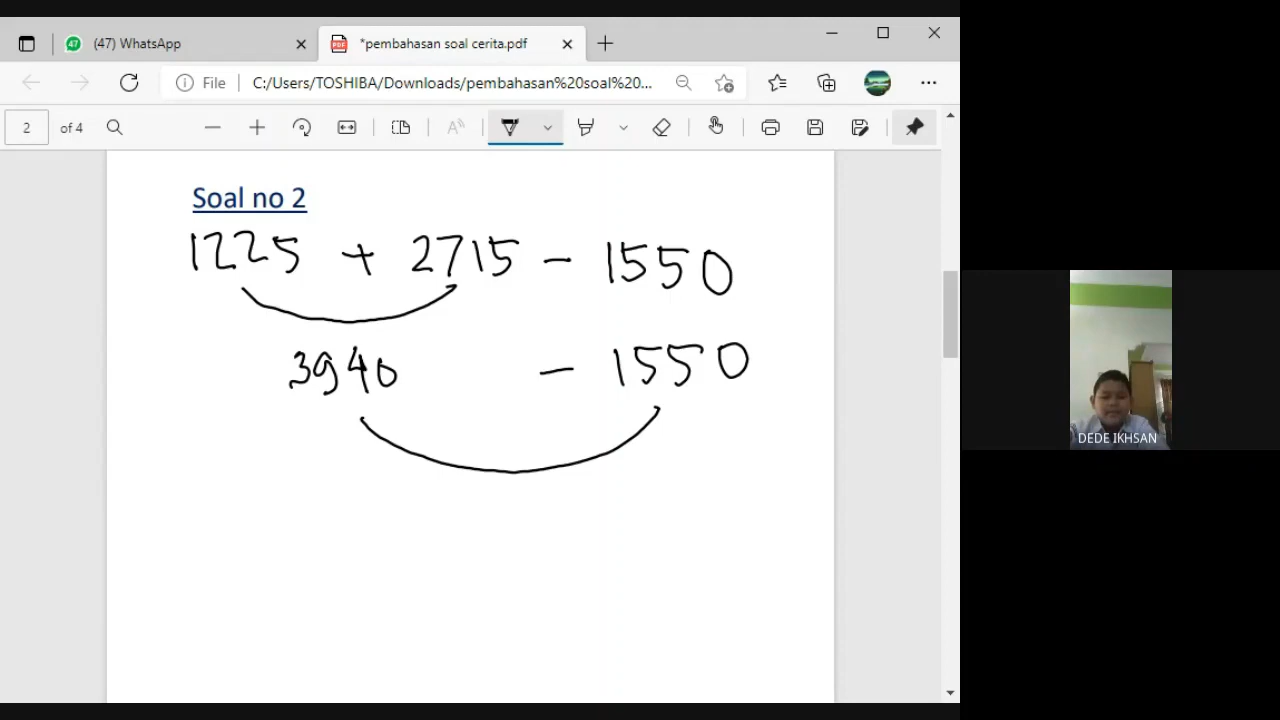 (47) WhatsApp
*pembahasan soal cerita.pdf
File
C:/Users/TOSHIBA/Downloads/pembahasan%20soal%20...
2 of 4
Soal no 2
1225 + 2715 - 1550
3940 - 1550
DEDE IKHSAN